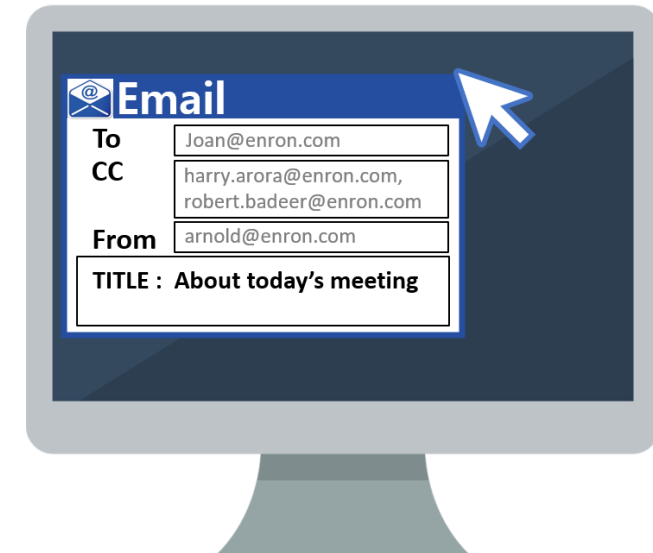 Email
To Joan@enron.com
CC harry.arora@enron.com,
robert.badeer@enron.com
From arnold@enron.com
TITLE : About today’s meeting